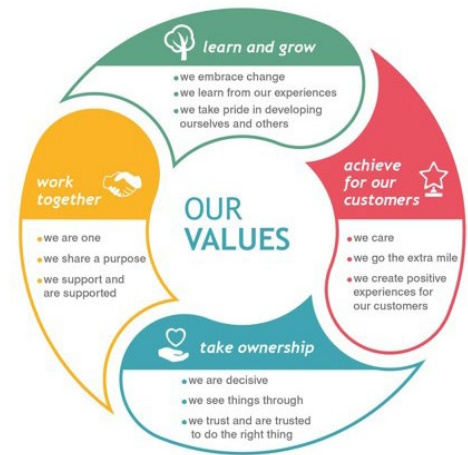 learn and grow
we embrace change
we learn from our experiences
we take pride in developing
ourselves and others
achieve
for our
customers
we care
we go the extra mile
we create positive
experiences for
our customers
take ownership
we are decisive
we see things through
we trust and are trusted
to do the right thing
work
together
we are one
we share a purpose
we support and
are supported
OUR
VALUES